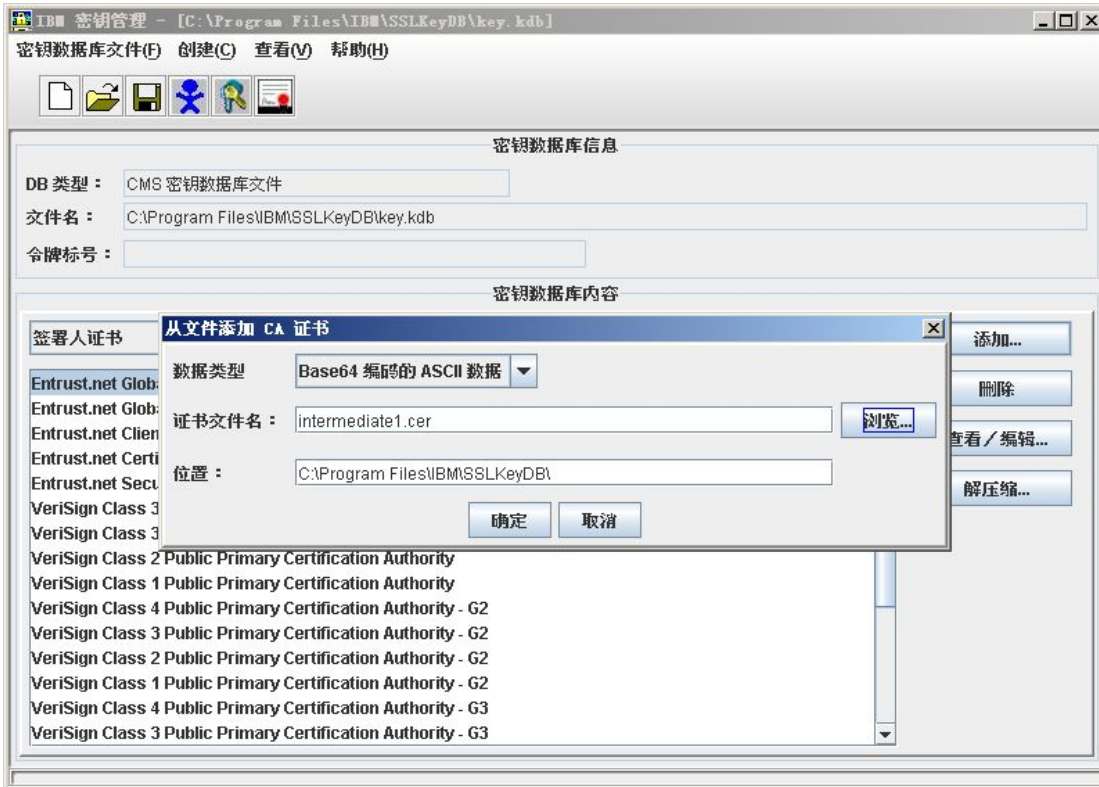 IBM 密钥管理 - [C:\Program Files\IBM\SSLKeyDB\key.kdb]
密钥数据库文件(F) 创建(C) 查看(V) 帮助(H)
密钥数据库信息
DB 类型： CMS 密钥数据库文件
文件名： C:\Program Files\IBM\SSLKeyDB\key.kdb
令牌标号：
密钥数据库内容
签署人证书
添加...
删除
查看／编辑...
解压缩...
从文件添加 CA 证书
数据类型 Base64 编码的 ASCII 数据
证书文件名： intermediate1.cer 浏览...
位置： C:\Program Files\IBM\SSLKeyDB\
确定 取消
Entrust.net Glob
Entrust.net Glob
Entrust.net Clien
Entrust.net Certi
Entrust.net Secu
VeriSign Class 3
VeriSign Class 3
VeriSign Class 2 Public Primary Certification Authority
VeriSign Class 1 Public Primary Certification Authority
VeriSign Class 4 Public Primary Certification Authority - G2
VeriSign Class 3 Public Primary Certification Authority - G2
VeriSign Class 2 Public Primary Certification Authority - G2
VeriSign Class 1 Public Primary Certification Authority - G2
VeriSign Class 4 Public Primary Certification Authority - G3
VeriSign Class 3 Public Primary Certification Authority - G3